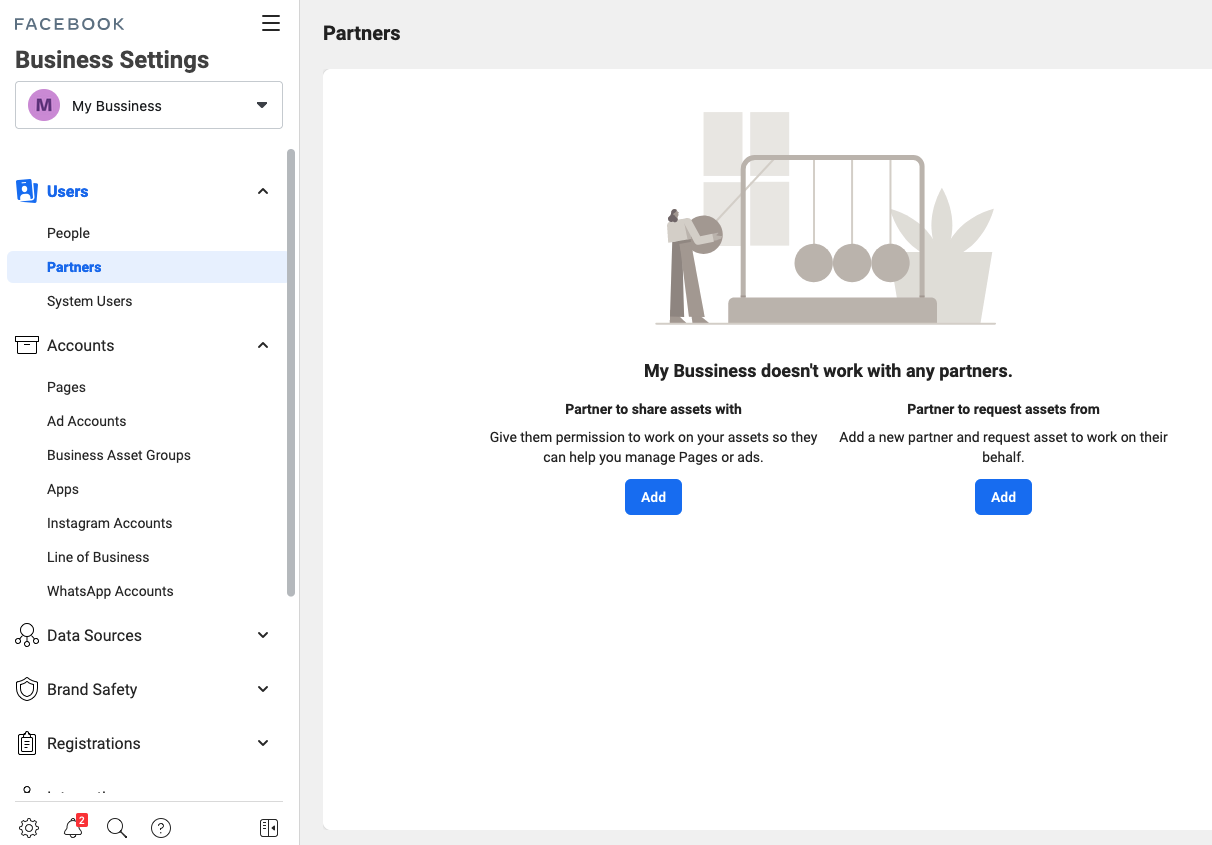 FACEBOOK
Business Settings
M
My Bussiness
Users
People
Partners
System Users
Accounts
Pages
Ad Accounts
Business Asset Groups
Apps
Instagram Accounts
Line of Business
WhatsApp Accounts
Data Sources
Brand Safety
Registrations
2
?
Partners
My Bussiness doesn't work with any partners.
Partner to share assets with
Give them permission to work on your assets so they
can help you manage Pages or ads.
Add
Partner to request assets from
Add a new partner and request asset to work on their
behalf.
Add